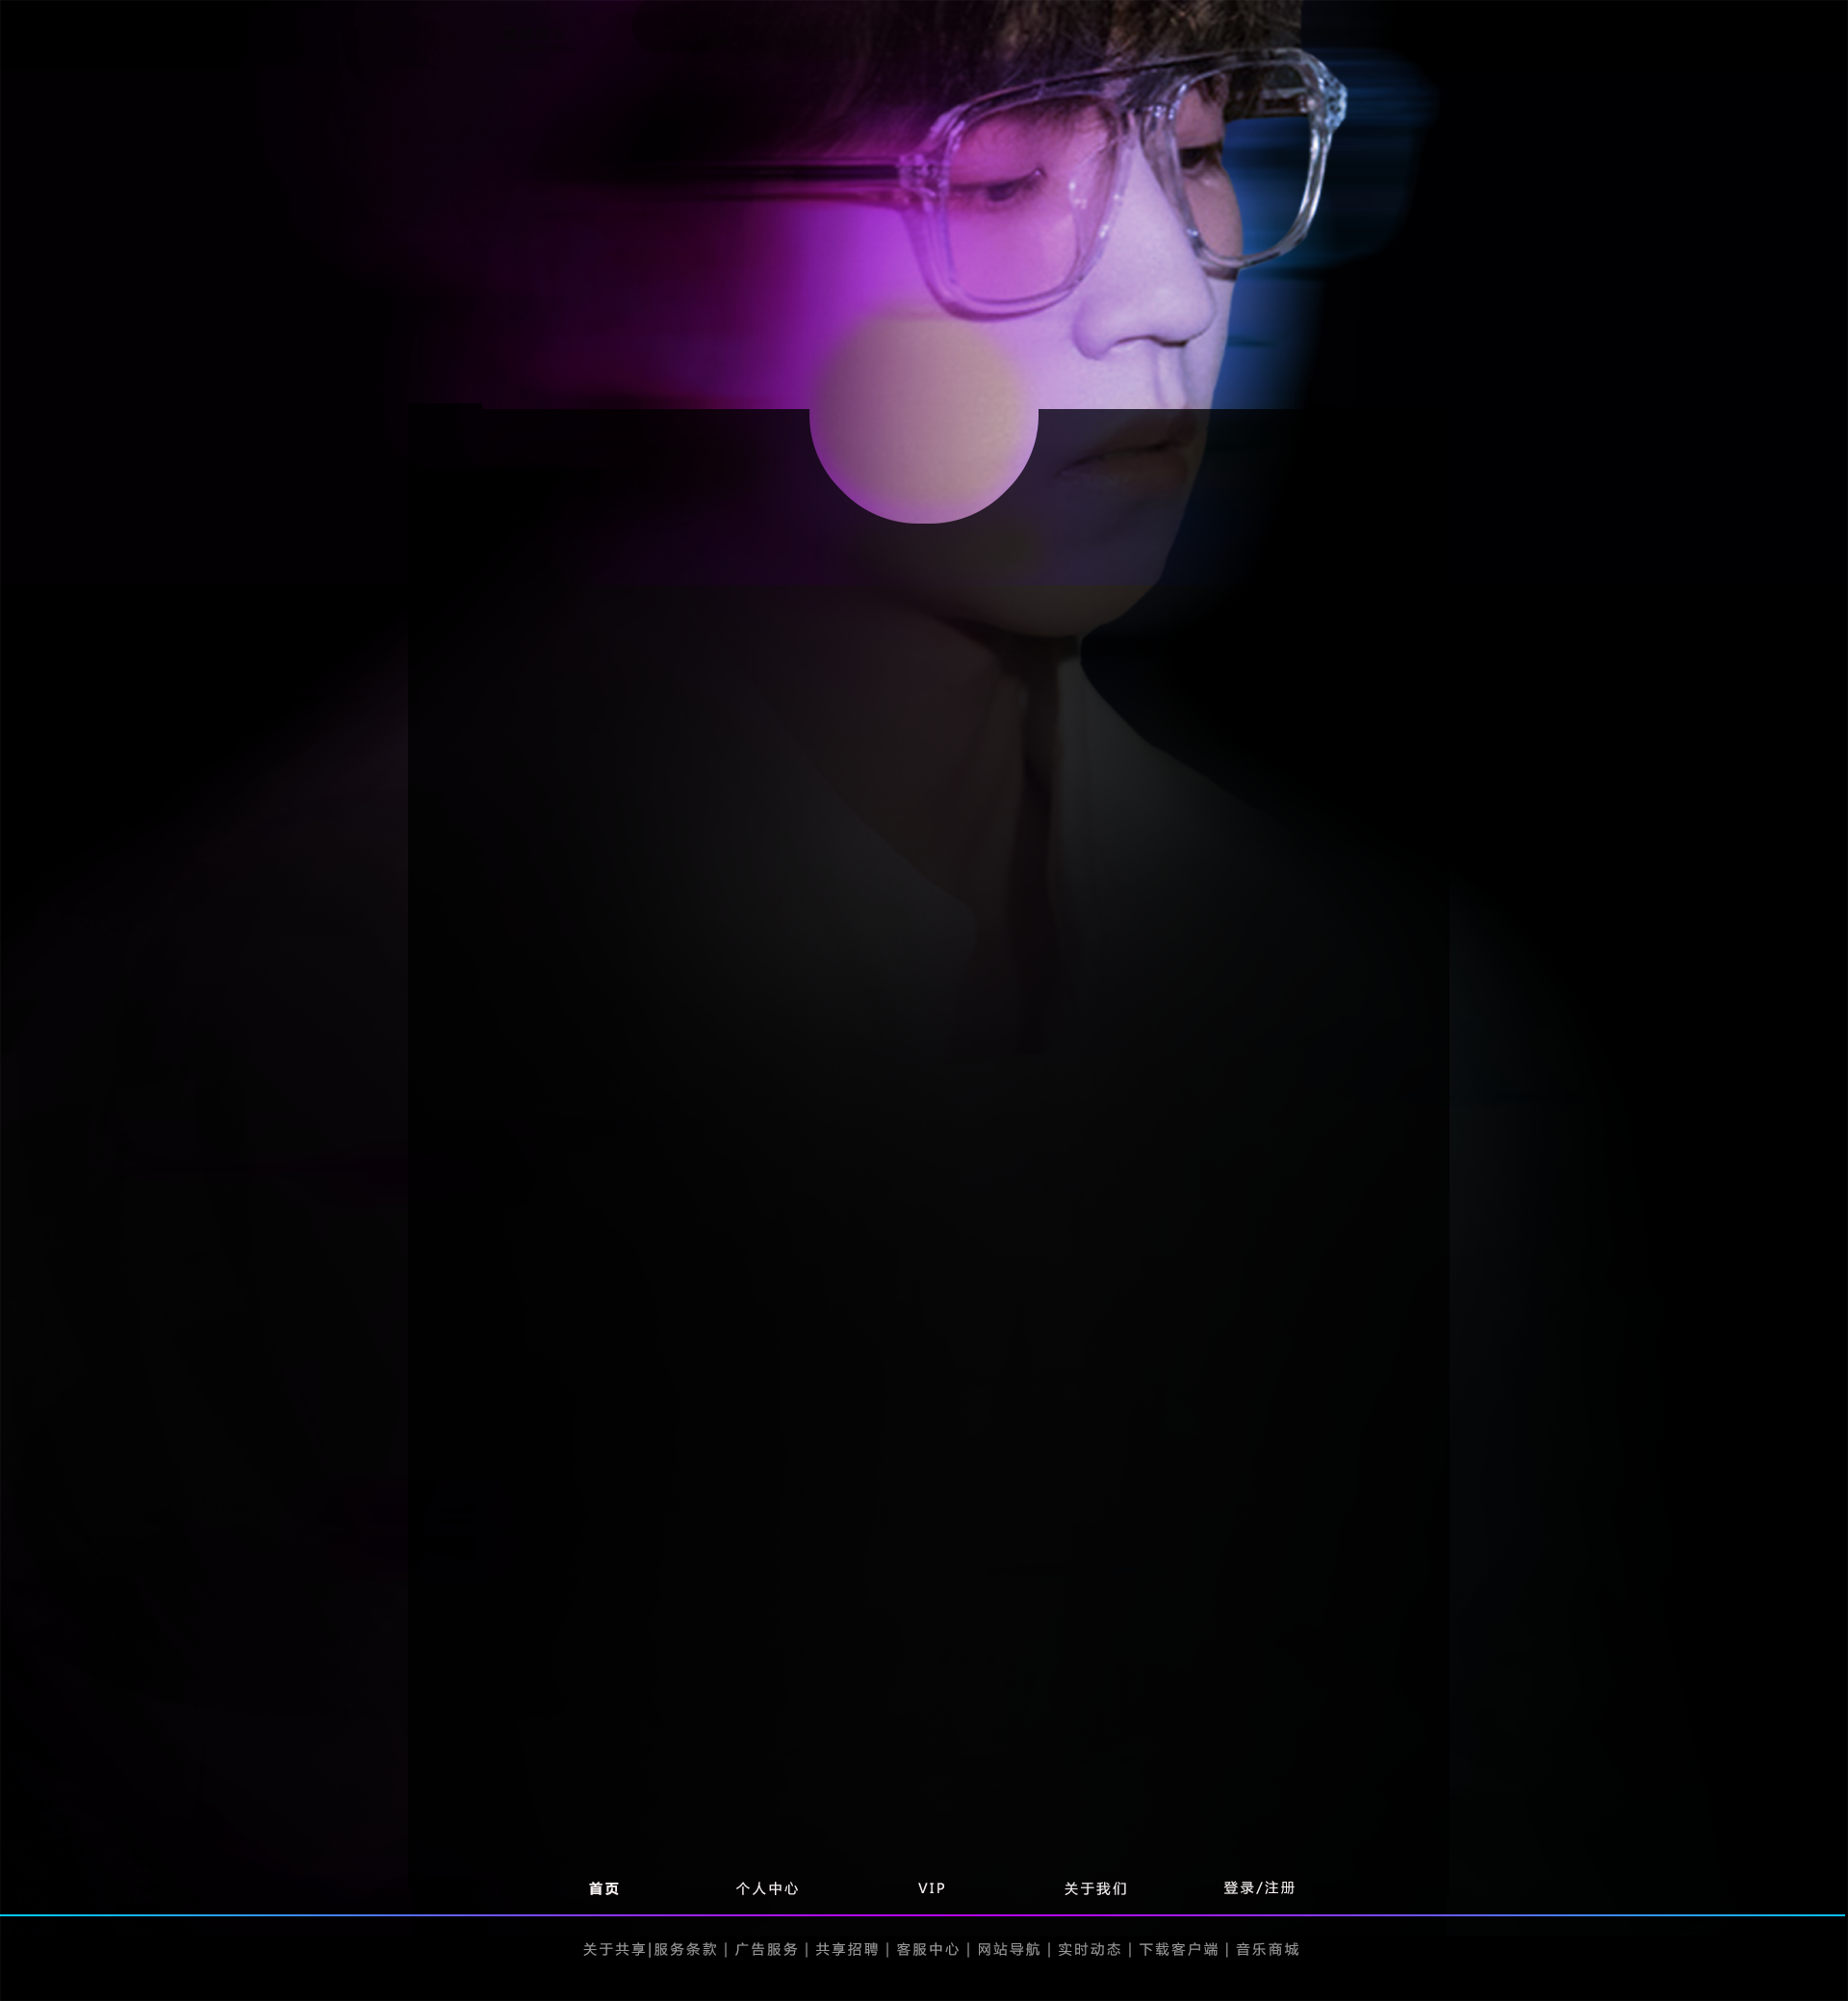 首页 个人中心 VIP 关于我们 登录/注册
关于共享|服务条款 | 广告服务 | 共享招聘 | 客服中心 | 网站导航 | 实时动态 | 下载客户端 | 音乐商城